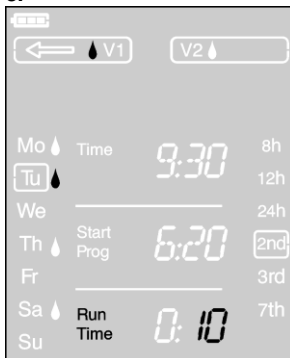 V1 V2
Mo Time 9:30 8h
Tu 12h
We 24h
Th Start Prog 6:20 2nd
Fr 3rd
Sa Run Time 0:10 7th
Su